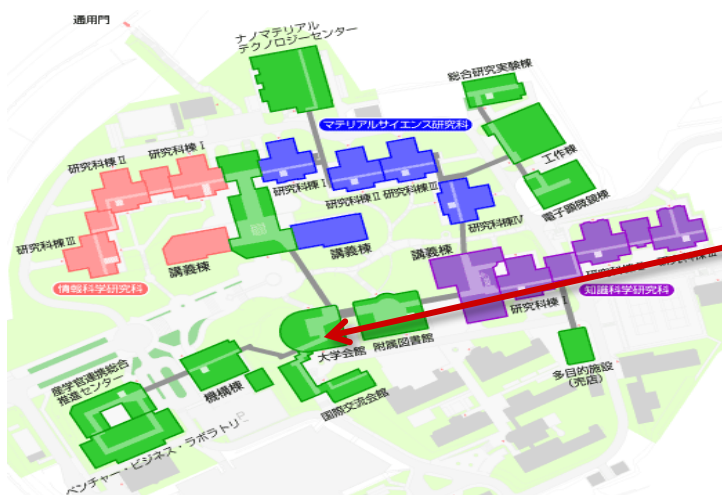 通用門
ナノマテリアル
テクノロジーセンター
総合研究実験棟
マテリアルサイエンス研究科
研究科棟Ⅱ
研究科棟Ⅰ
工作棟
研究科棟Ⅰ
研究科棟Ⅱ
研究科棟Ⅲ
電子顕微鏡棟
研究科棟Ⅳ
研究科棟Ⅲ
講義棟
講義棟
講義棟
情報科学研究科
研究科棟Ⅰ
知識科学研究科
大学会館
附属図書館
多目的施設
(売店)
産学官連携総合
推進センター
機構棟
国際交流会館
ベンチャー・ビジネス・ラボラトリ